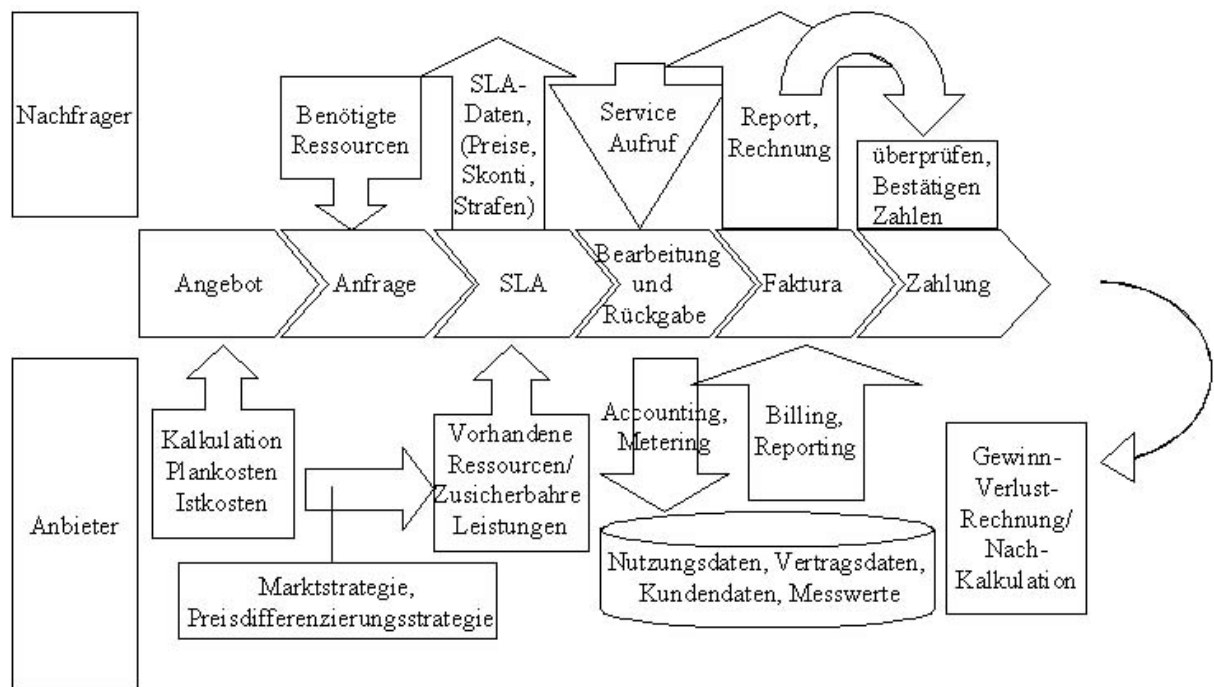 Nachfrager
Benötigte
Ressourcen
SLA-
Daten,
(Preise,
Skonti,
Strafen)
Service
Aufruf
Report,
Rechnung
überprüfen,
Bestätigen
Zahlen
Angebot
Anfrage
SLA
Bearbeitung
und
Rückgabe
Faktura
Zahlung
Anbieter
Kalkulation
Plankosten
Istkosten
Vorhandene
Ressourcen/
Zusicherbahre
Leistungen
Accounting,
Metering
Billing,
Reporting
Gewinn-
Verlust-
Rechnung/
Nach-
Kalkulation
Marktstrategie,
Preisdifferenzierungsstrategie
Nutzungsdaten, Vertragsdaten,
Kundendaten, Messwerte